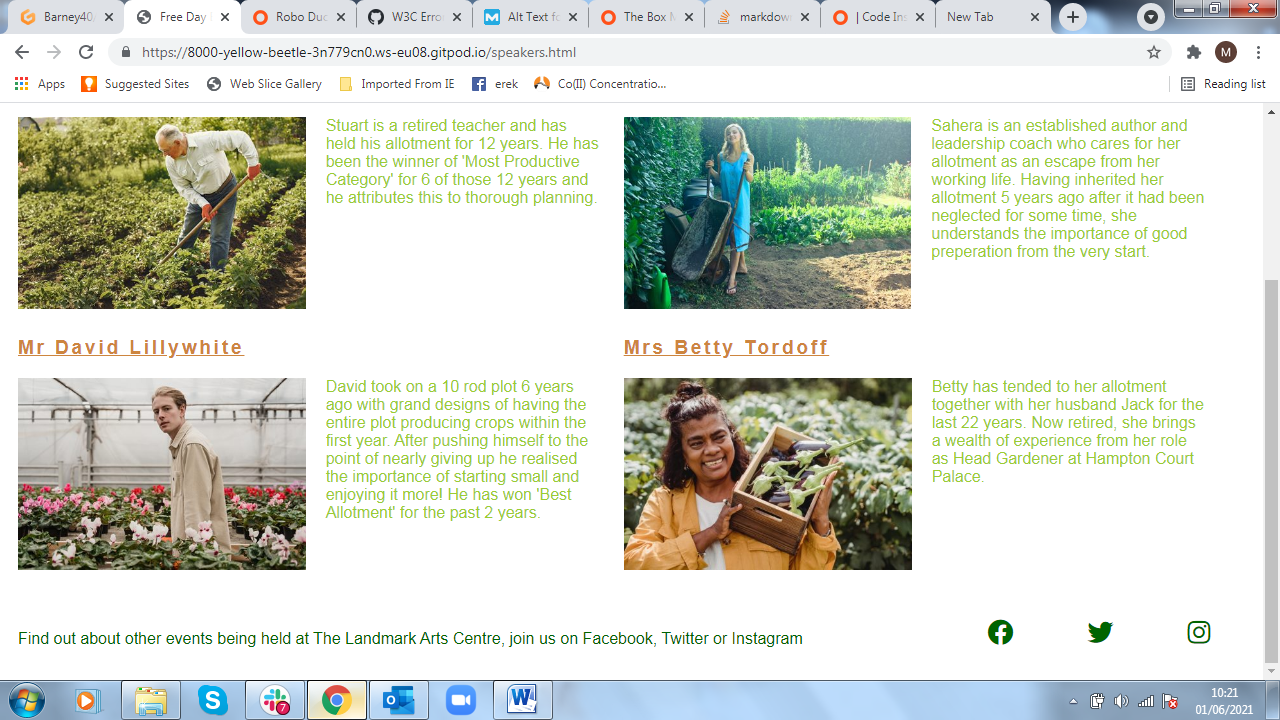 Barney40
Free Day
Robo Duc
W3C Erro
Alt Text fo
The Box M
markdow
| Code Ins
New Tab
https://8000-yellow-beetle-3n779cn0.ws-eu08.gitpod.io/speakers.html
M
Apps
Suggested Sites
Web Slice Gallery
Imported From IE
erek
Co(II) Concentratio...
Reading list
Stuart is a retired teacher and has
held his allotment for 12 years. He has
been the winner of 'Most Productive
Category' for 6 of those 12 years and
he attributes this to thorough planning.
Sahera is an established author and
leadership coach who cares for her
allotment as an escape from her
working life. Having inherited her
allotment 5 years ago after it had been
neglected for some time, she
understands the importance of good
preperation from the very start.
Mr David Lillywhite
David took on a 10 rod plot 6 years
ago with grand designs of having the
entire plot producing crops within the
first year. After pushing himself to the
point of nearly giving up he realised
the importance of starting small and
enjoying it more! He has won 'Best
Allotment' for the past 2 years.
Mrs Betty Tordoff
Betty has tended to her allotment
together with her husband Jack for the
last 22 years. Now retired, she brings
a wealth of experience from her role
as Head Gardener at Hampton Court
Palace.
Find out about other events being held at The Landmark Arts Centre, join us on Facebook, Twitter or Instagram
7
10:21
01/06/2021